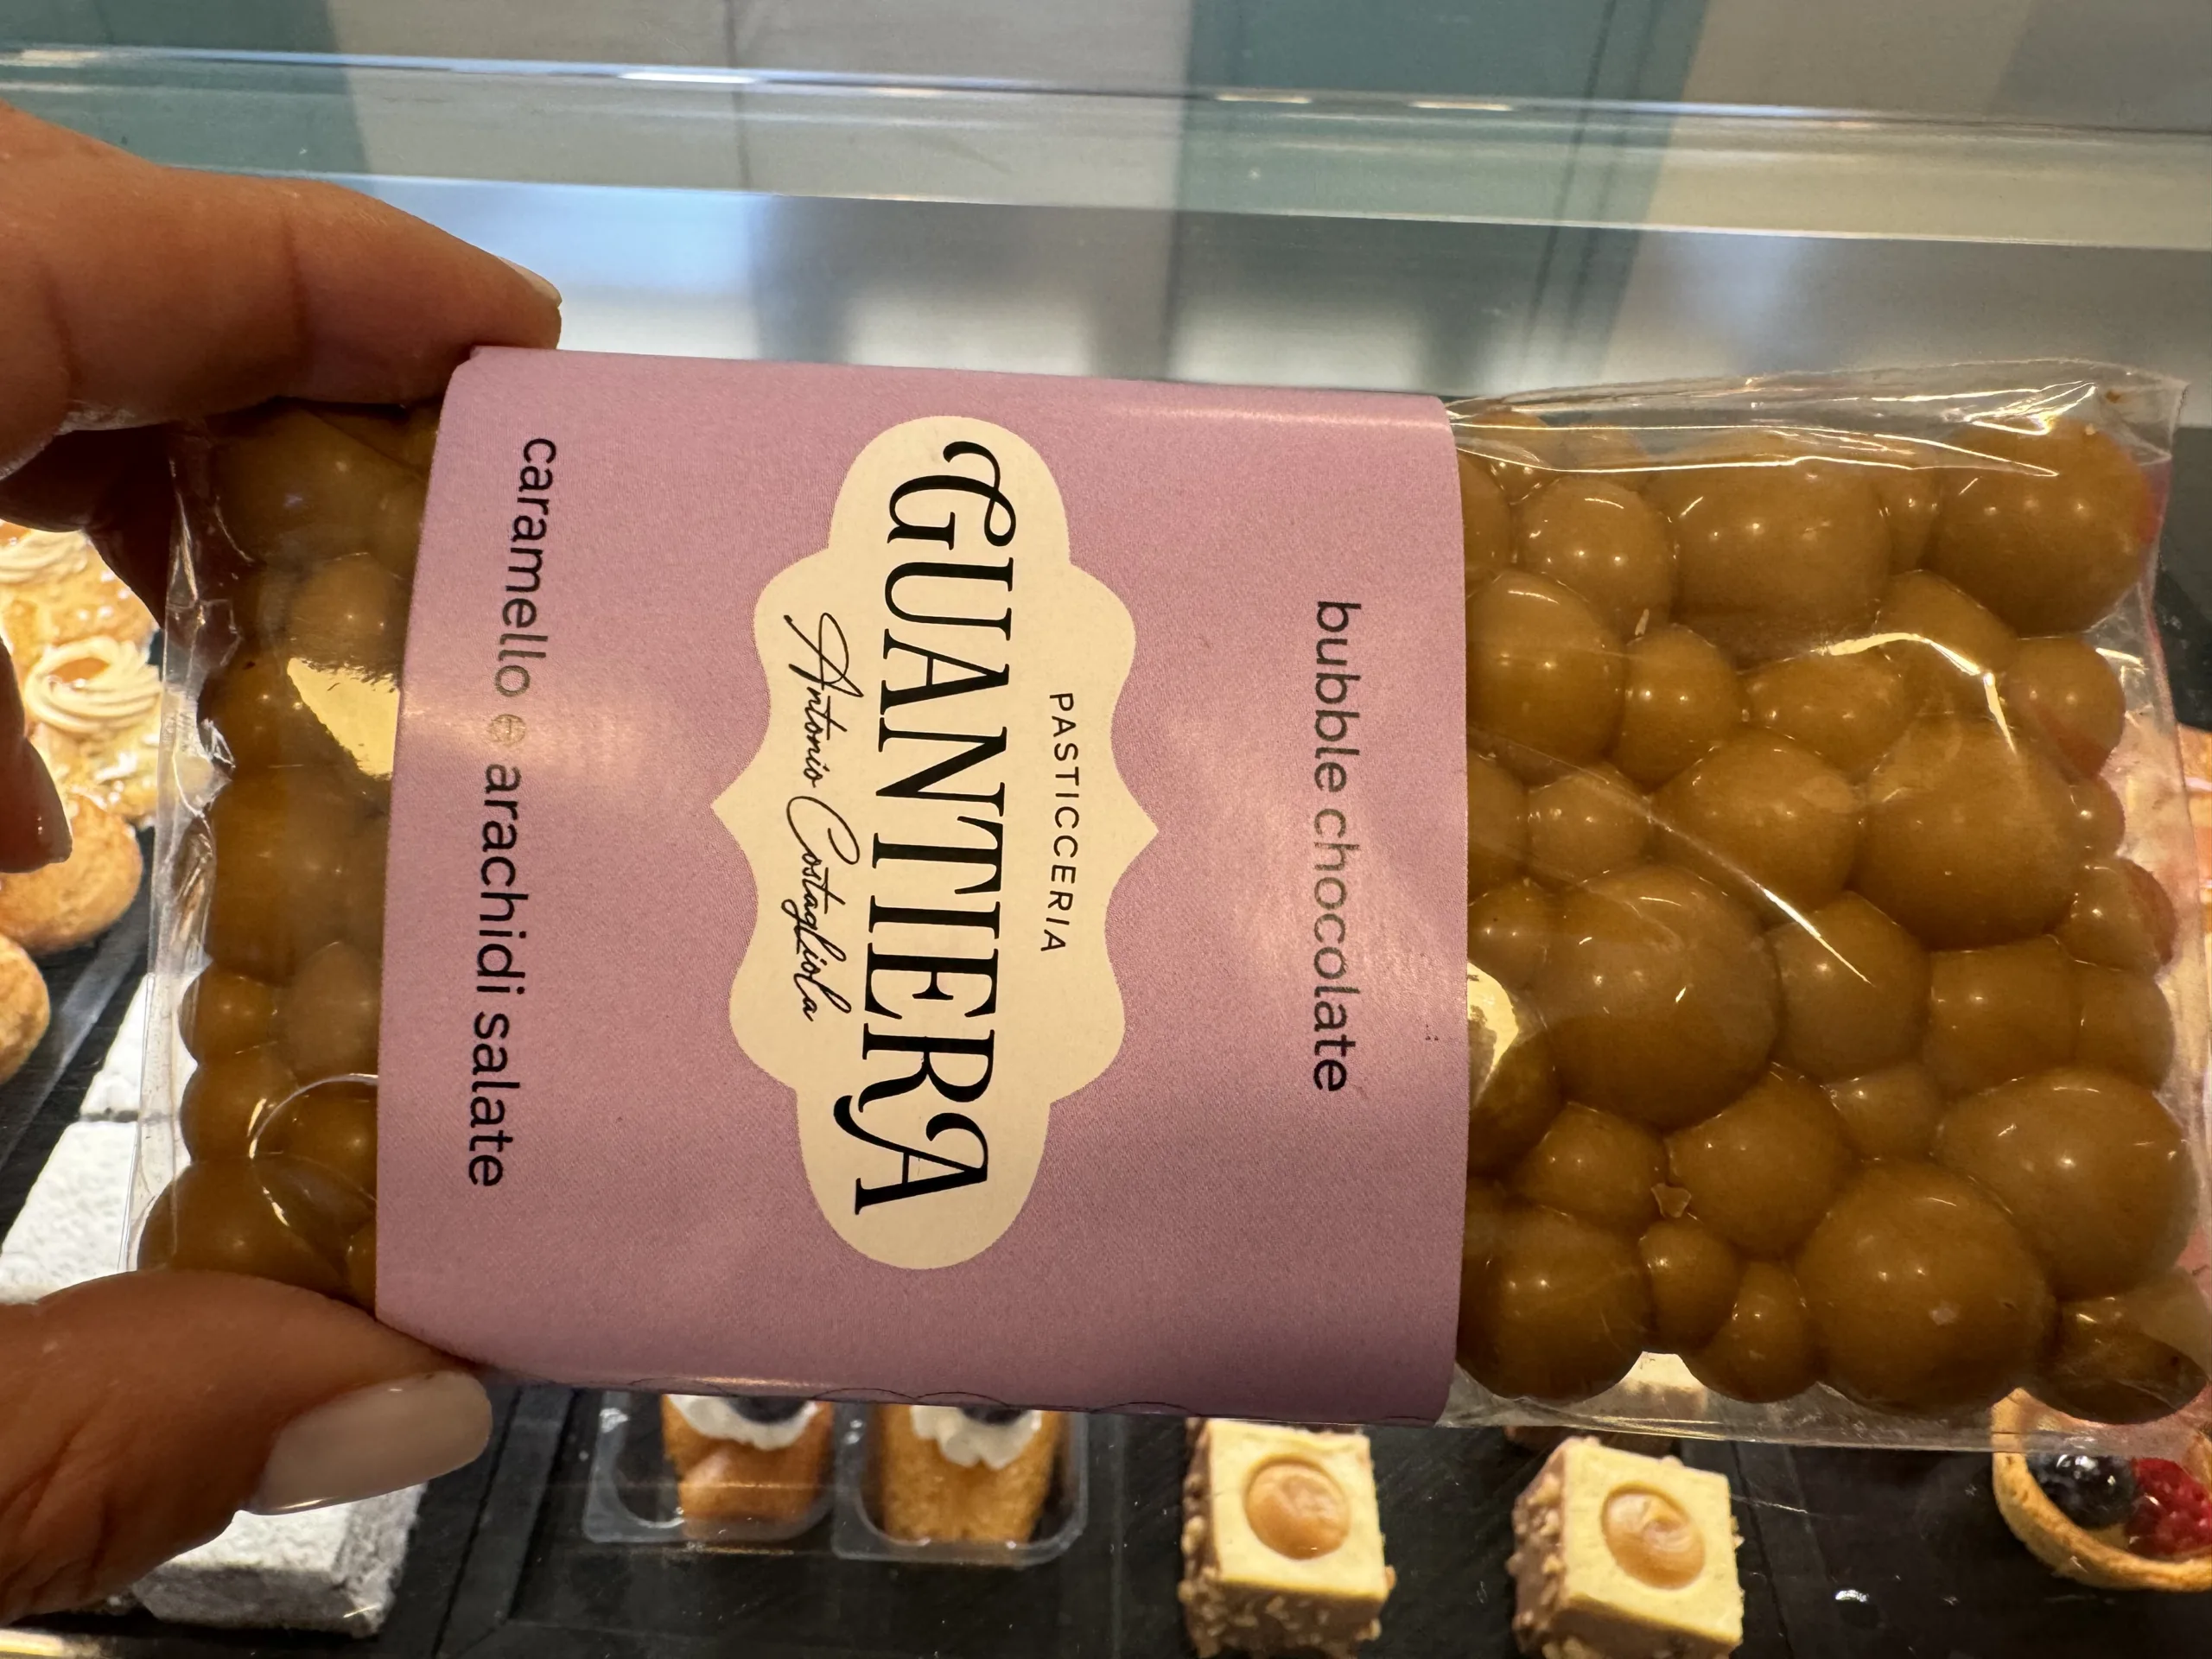 bubble chocolate
PASTICCERIA
GUANTIERA
Antonio Costagliola
caramello e arachidi salate